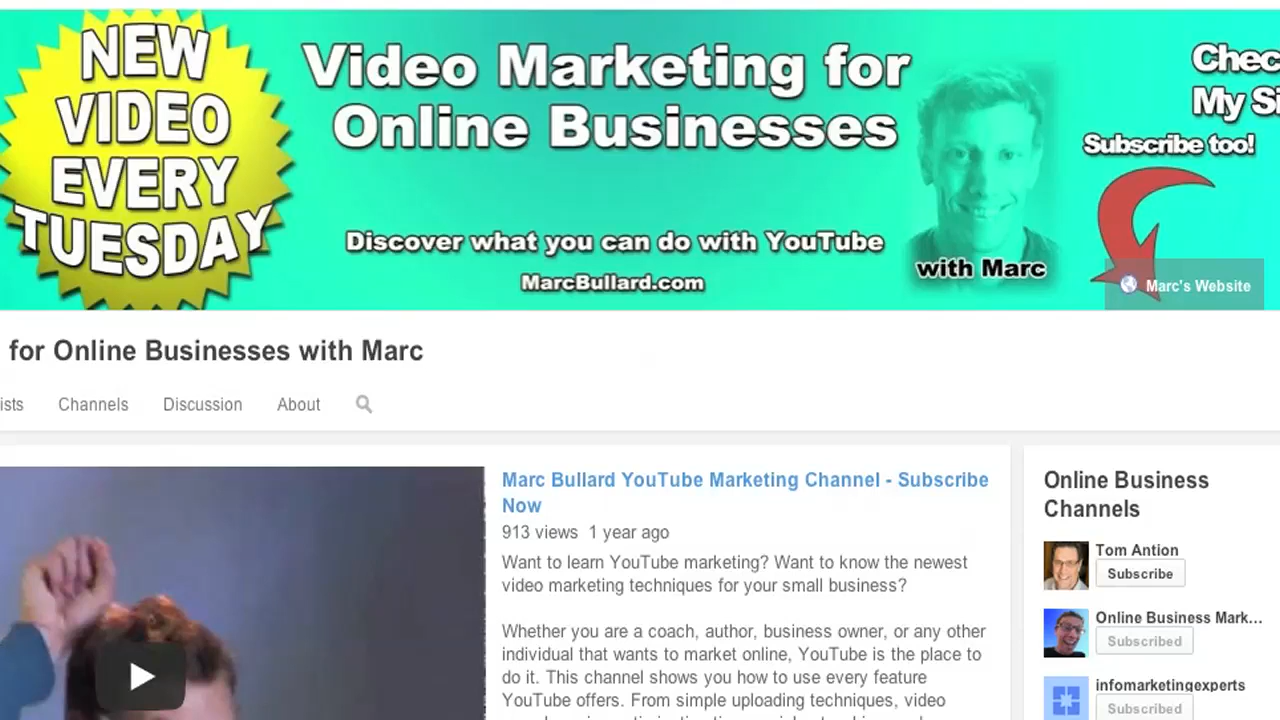 NEW
VIDEO
EVERY
TUESDAY
Video Marketing for
Online Businesses
Discover what you can do with YouTube
MarcBullard.com
with Marc
My
Subscribe too!
Marc's Website
for Online Businesses with Marc
Channels
Discussion
About
Marc Bullard YouTube Marketing Channel - Subscribe
Now
913 views 1 year ago
Want to learn YouTube marketing? Want to know the newest
video marketing techniques for your small business?
Whether you are a coach, author, business owner, or any other
individual that wants to market online, YouTube is the place to
do it. This channel shows you how to use every feature
YouTube offers. From simple uploading techniques, video
Online Business
Channels
Tom Antion
Subscribe
Online Business Mark...
Subscribed
infomarketingexperts
Subscribed